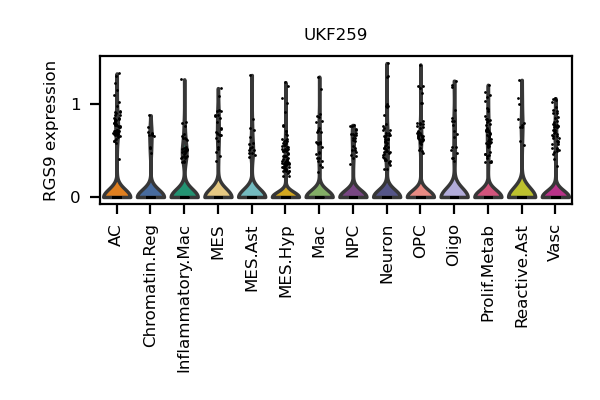 UKF259
RGS9 expression
1
0
AC
Chromatin.Reg
Inflammatory.Mac
MES
MES.Ast
MES.Hyp
Mac
NPC
Neuron
OPC
Oligo
Prolif.Metab
Reactive.Ast
Vasc